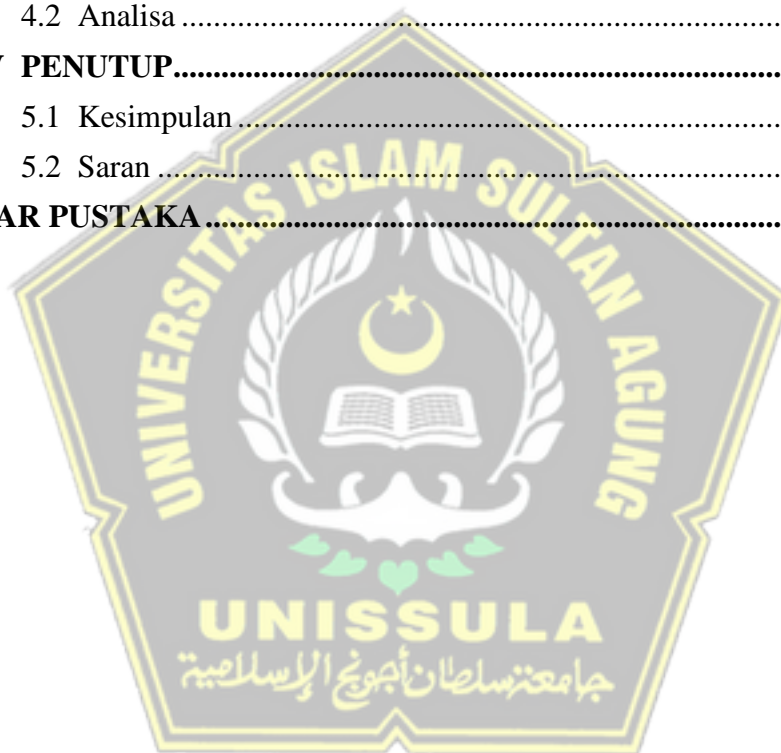 4.2 Analisa ........................................................................
PENUTUP........................................................................
5.1 Kesimpulan ........................................................................
5.2 Saran ........................................................................
AR PUSTAKA ........................................................................
UNIVERSITAS ISLAM SULTAN AGUNG
UNISSULA
جامعة سلطان أجونج الإسلامية